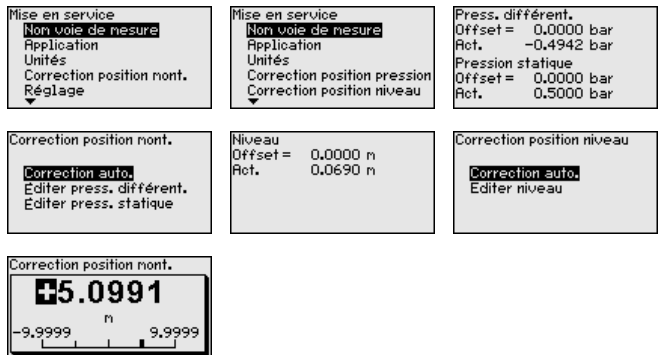 Mise en service
Nom voie de mesure
Application
Unités
Correction position mont.
Réglage
Mise en service
Nom voie de mesure
Application
Unités
Correction position pression
Correction position niveau
Press. différent.
Offset = 0.0000 bar
Act. -0.4942 bar
Pression statique
Offset = 0.0000 bar
Act. 0.5000 bar
Correction position mont.
Correction auto.
Éditer press. différent.
Éditer press. statique
Niveau
Offset = 0.0000 m
Act. 0.0690 m
Correction position niveau
Correction auto.
Editer niveau
Correction position mont.
+5.0991
m
-9.9999 9.9999